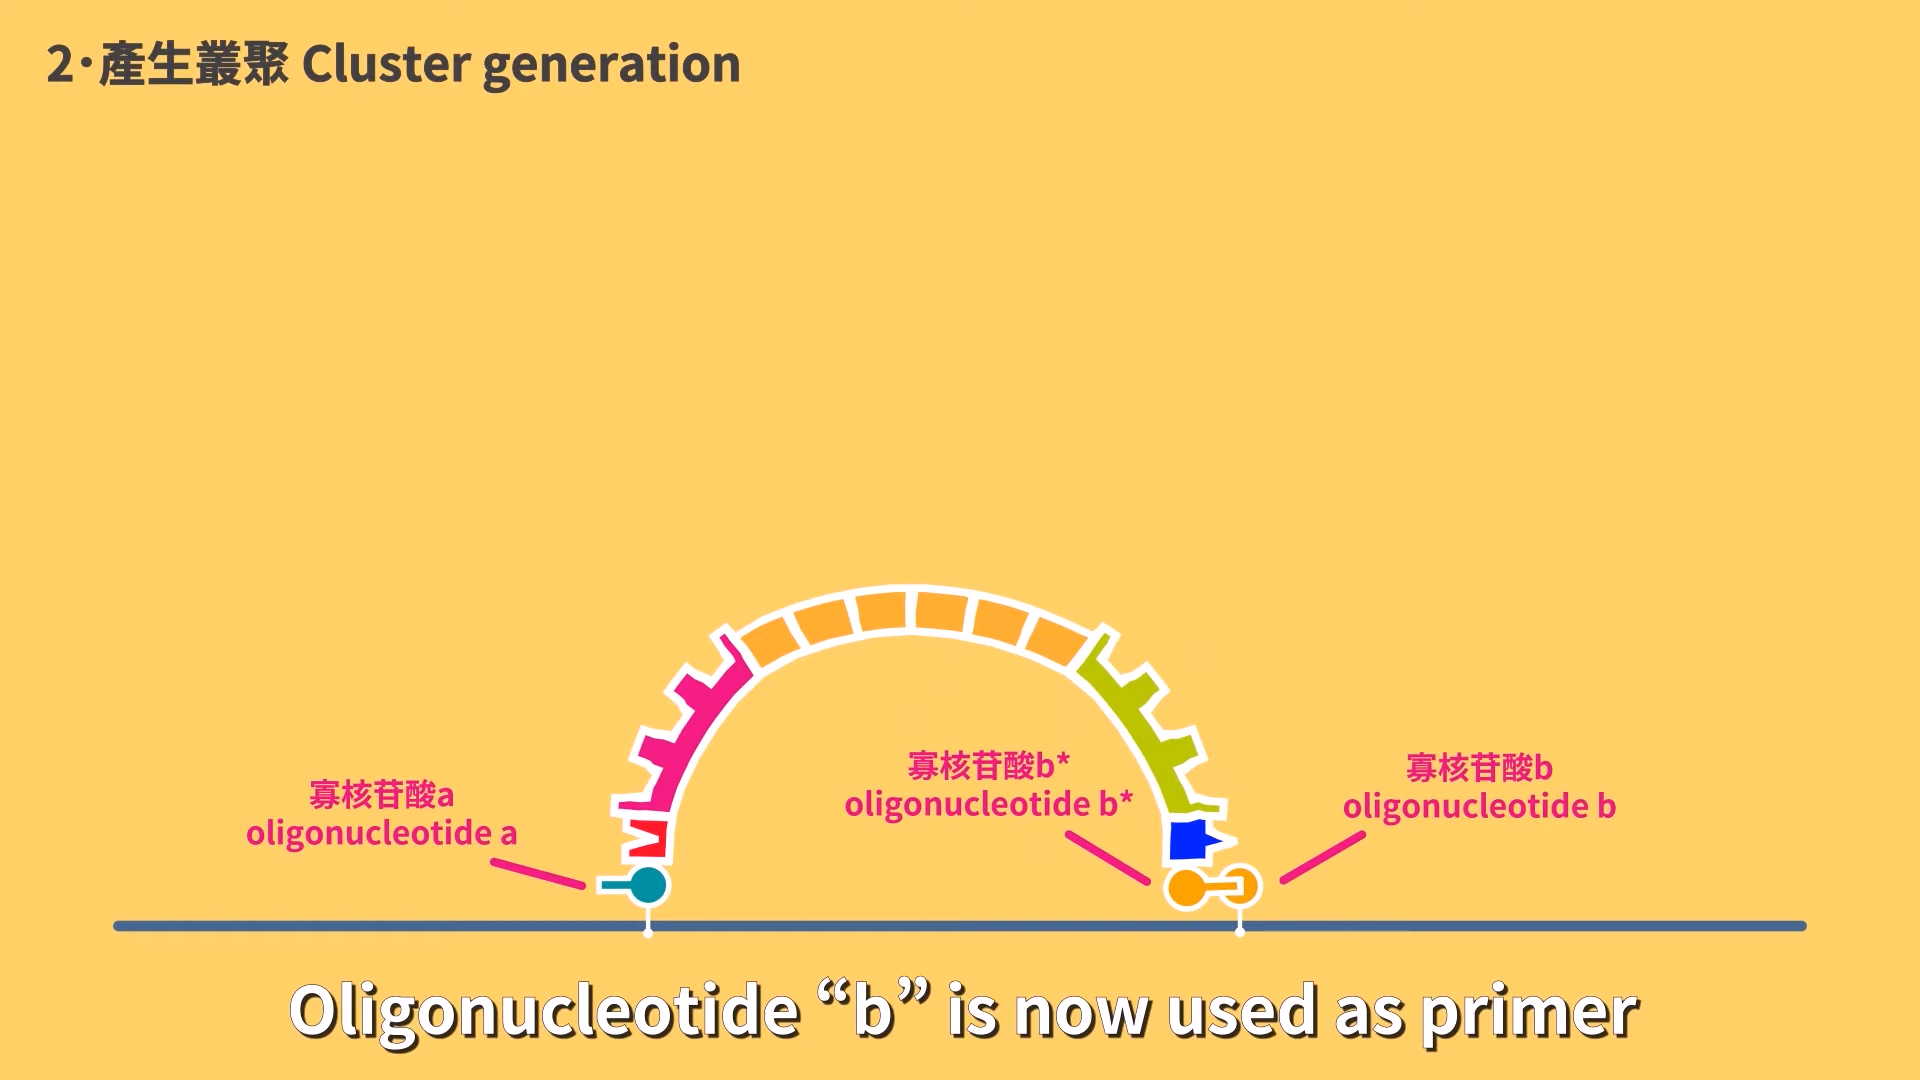 2·產生叢聚 Cluster generation
寡核苷酸b*
oligonucleotide b*
寡核苷酸b
oligonucleotide b
寡核苷酸a
oligonucleotide a
Oligonucleotide “b” is now used as primer